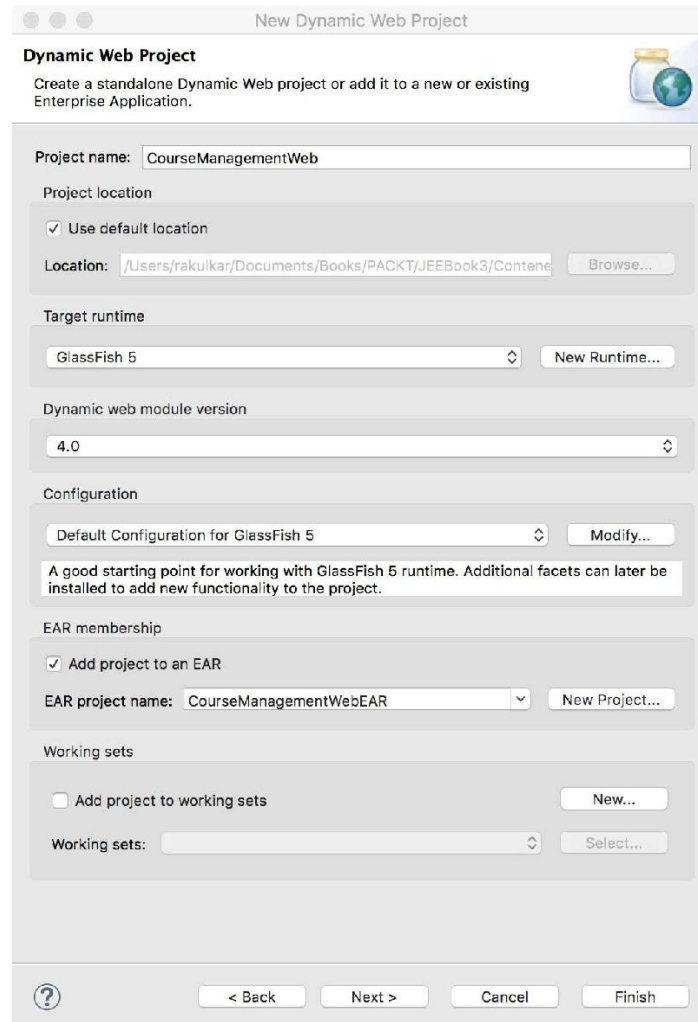 New Dynamic Web Project
Dynamic Web Project
Create a standalone Dynamic Web project or add it to a new or existing
Enterprise Application.
Project name: CourseManagementWeb
Project location
Use default location
Location: /Users/rakulkar/Documents/Books/PACKT/JEEBook3/Contene Browse...
Target runtime
GlassFish 5 New Runtime...
Dynamic web module version
4.0
Configuration
Default Configuration for GlassFish 5 Modify...
A good starting point for working with GlassFish 5 runtime. Additional facets can later be
installed to add new functionality to the project.
EAR membership
Add project to an EAR
EAR project name: CourseManagementWebEAR New Project...
Working sets
Add project to working sets New...
Working sets: Select...
? < Back Next > Cancel Finish